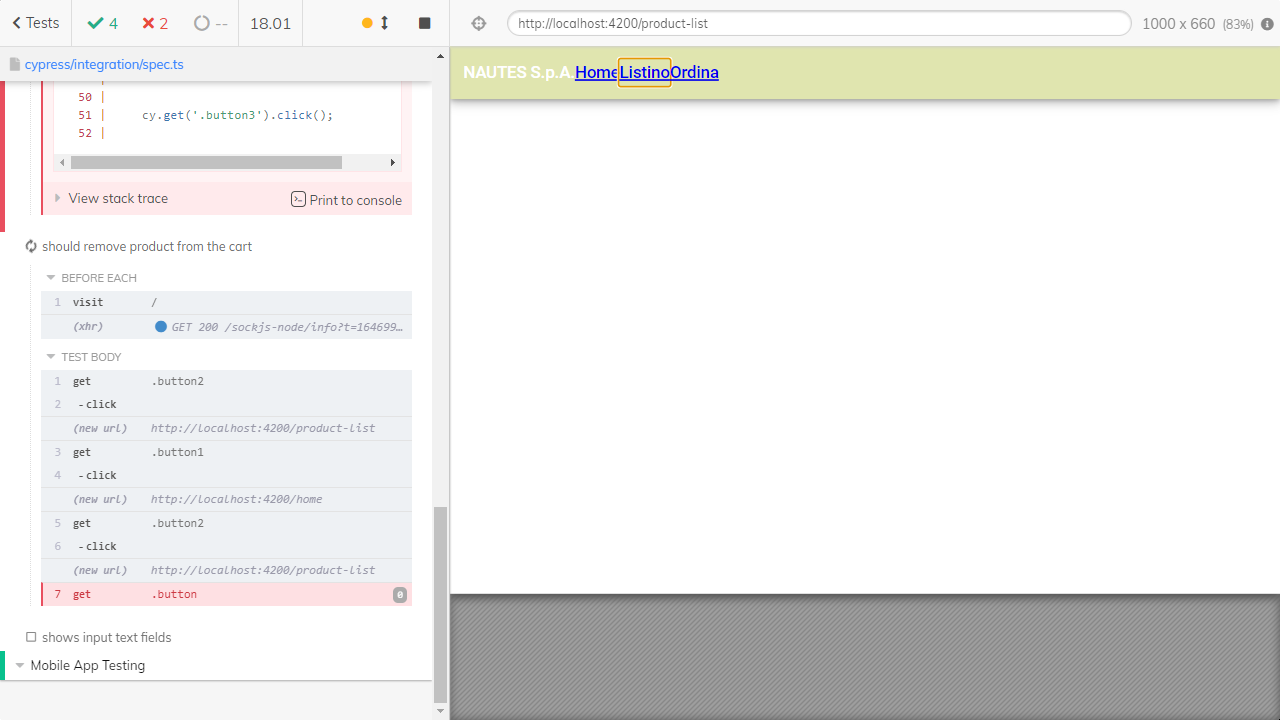 Tests 4 2 -- 18.01
http://localhost:4200/product-list 1000 x 660 (83%)
cypress/integration/spec.ts
50 |
51 | cy.get('.button3').click();
52 |
View stack trace Print to console
should remove product from the cart
BEFORE EACH
1 visit /
(xhr) GET 200 /sockjs-node/info?t=164699…
TEST BODY
1 get .button2
2 -click
(new url) http://localhost:4200/product-list
3 get .button1
4 -click
(new url) http://localhost:4200/home
5 get .button2
6 -click
(new url) http://localhost:4200/product-list
7 get .button 0
shows input text fields
Mobile App Testing
NAUTES S.p.A.HomeListinoOrdina